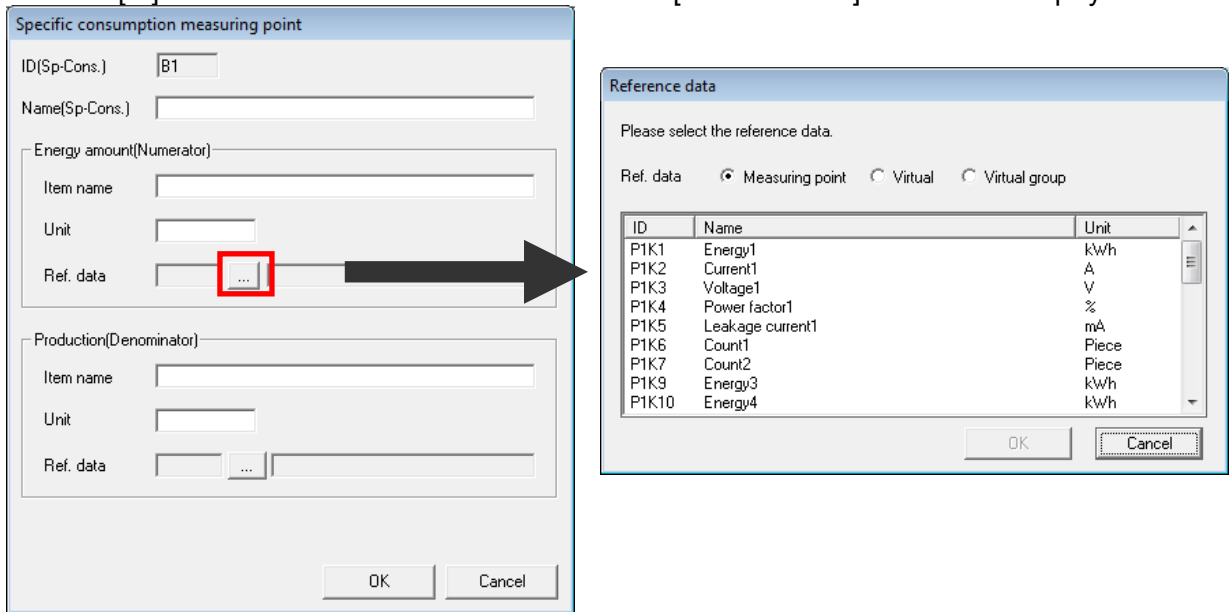 Specific consumption measuring point
ID(Sp-Cons.) B1
Name(Sp-Cons.)
Energy amount(Numerator)
Item name
Unit
Ref. data ...
Production(Denominator)
Item name
Unit
Ref. data ...
OK Cancel
Reference data
Please select the reference data.
Ref. data Measuring point Virtual Virtual group
ID Name Unit
P1K1 Energy1 kWh
P1K2 Current1 A
P1K3 Voltage1 V
P1K4 Power factor1 %
P1K5 Leakage current1 mA
P1K6 Count1 Piece
P1K7 Count2 Piece
P1K9 Energy3 kWh
P1K10 Energy4 kWh
OK Cancel